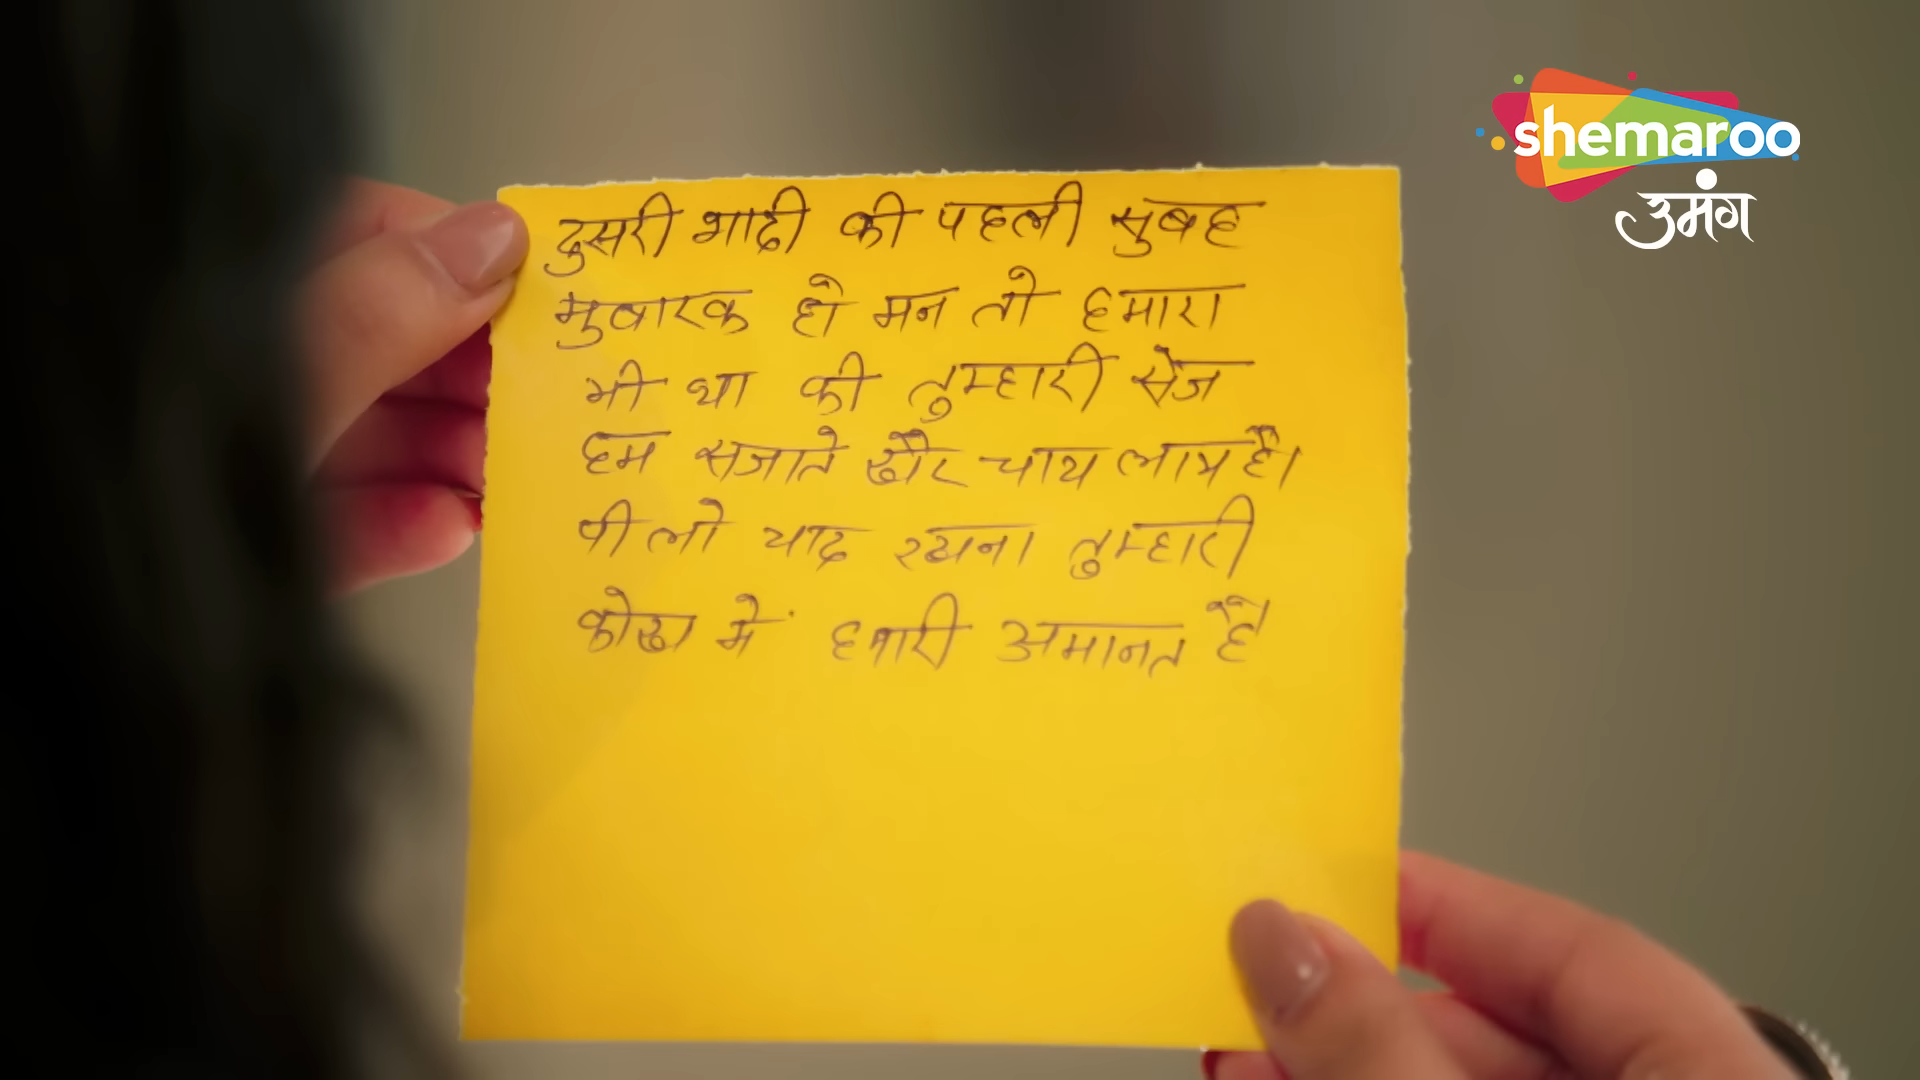 shemaroo
उमंग
दुसरी शादी की पहली सुबह
मुबारक हो मन तो हमारा
भी था की तुम्हारी सेज
हम सजाते और चाय लाए है।
पी लो याद रखना तुम्हारी
कोख में हमारी अमानत है